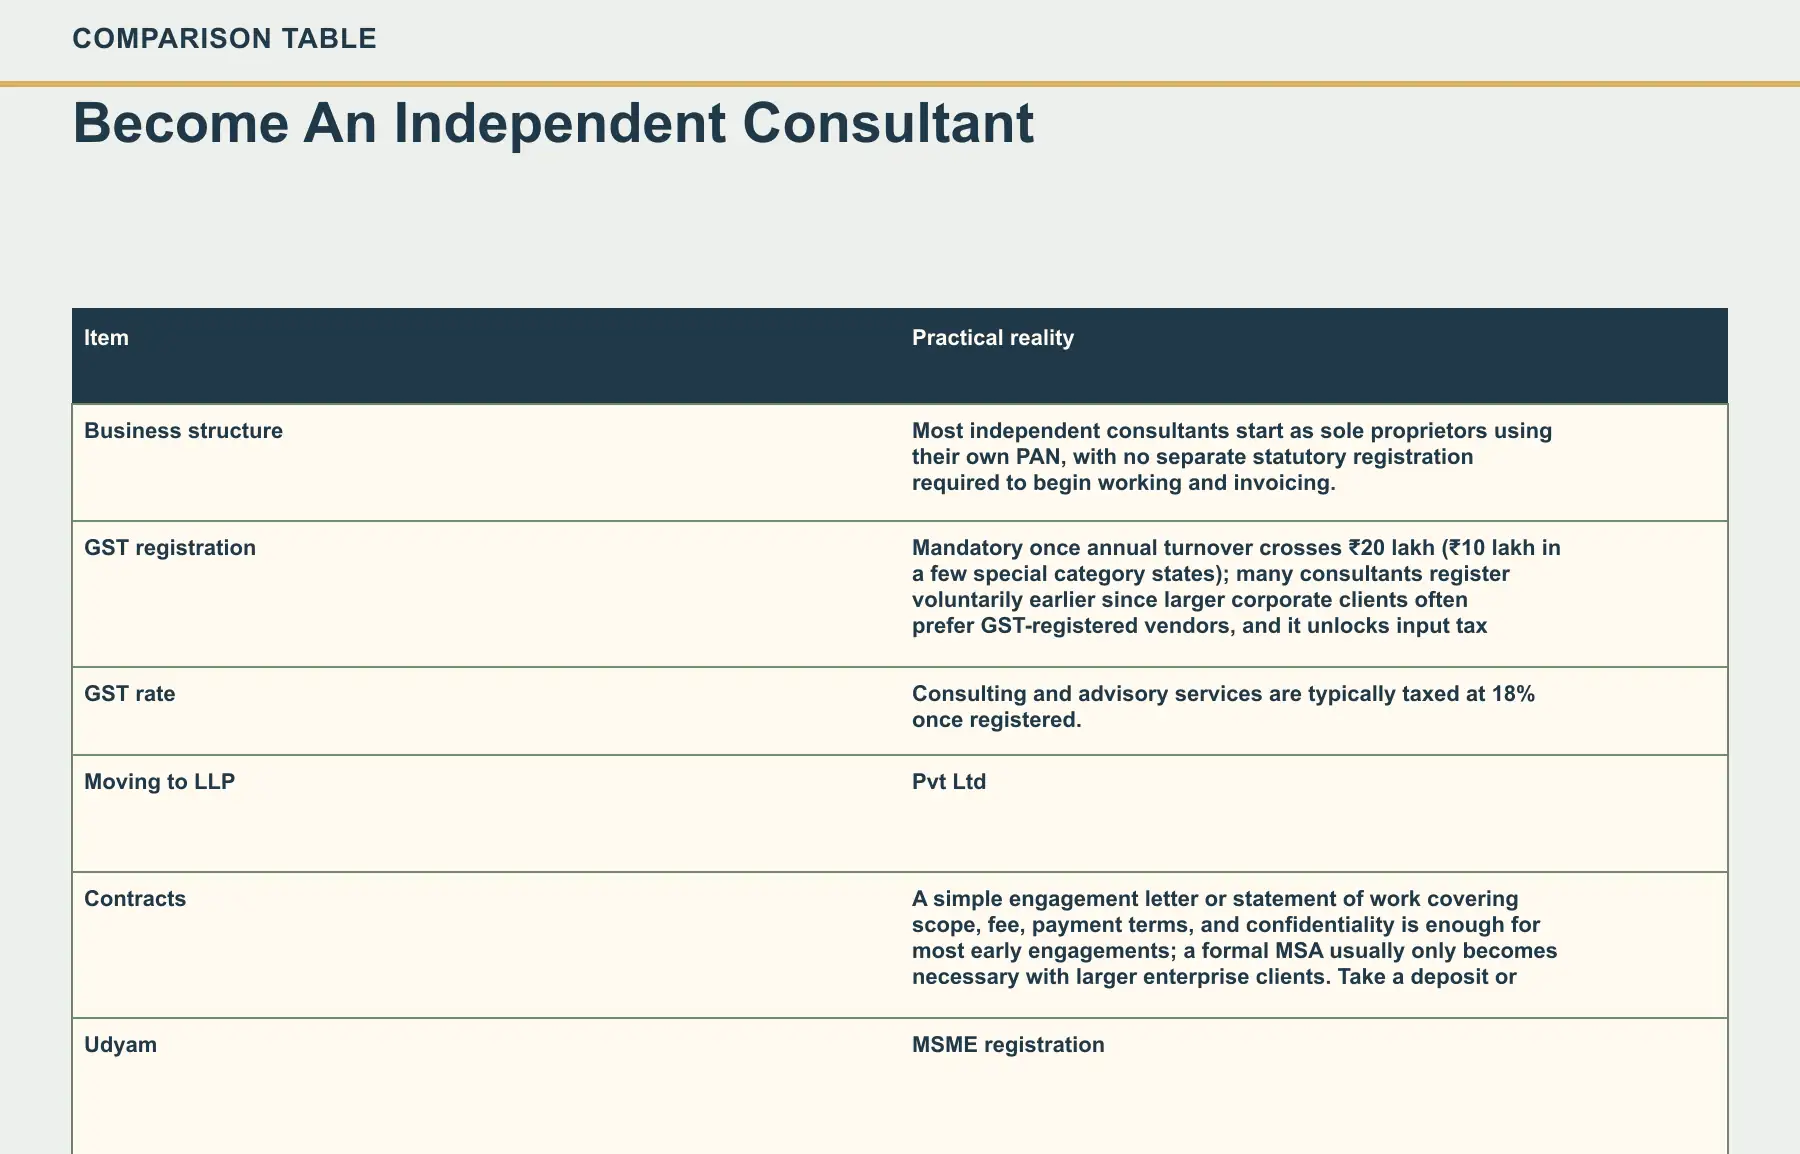 COMPARISON TABLE
Become An Independent Consultant
Item
Practical reality
Business structure
Most independent consultants start as sole proprietors using
their own PAN, with no separate statutory registration
required to begin working and invoicing.
GST registration
Mandatory once annual turnover crosses ₹20 lakh (₹10 lakh in
a few special category states); many consultants register
voluntarily earlier since larger corporate clients often
prefer GST-registered vendors, and it unlocks input tax
GST rate
Consulting and advisory services are typically taxed at 18%
once registered.
Moving to LLP
Pvt Ltd
Contracts
A simple engagement letter or statement of work covering
scope, fee, payment terms, and confidentiality is enough for
most early engagements; a formal MSA usually only becomes
necessary with larger enterprise clients. Take a deposit or
Udyam
MSME registration